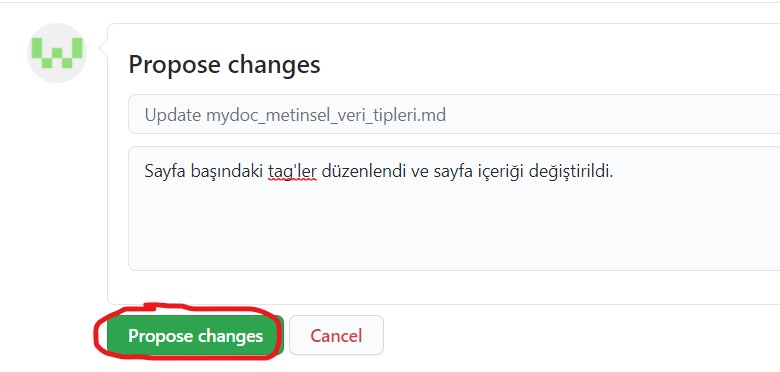 Propose changes
Update mydoc_metinsel_veri_tipleri.md
Sayfa başındaki tag'ler düzenlendi ve sayfa içeriği değiştirildi.
Propose changes
Cancel